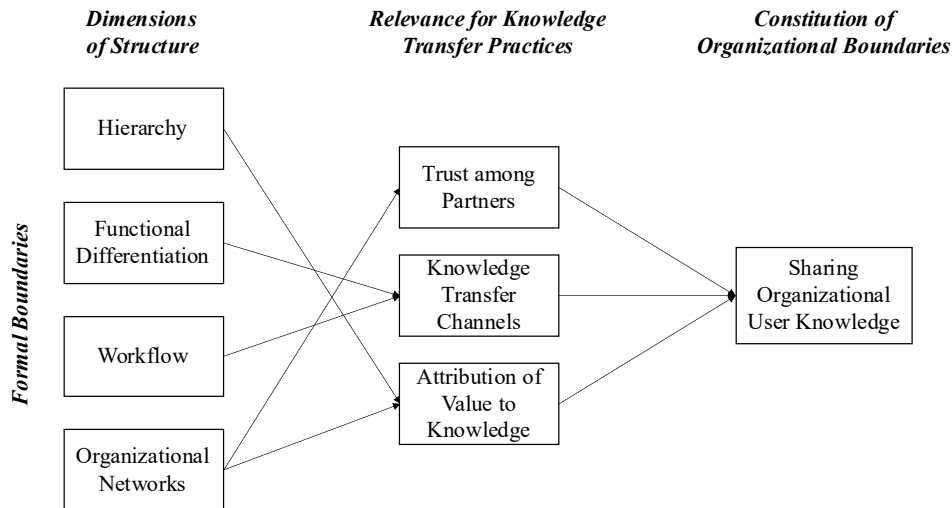 Dimensions
of Structure
Relevance for Knowledge
Transfer Practices
Constitution of
Organizational Boundaries
Formal Boundaries
Hierarchy
Functional
Differentiation
Workflow
Organizational
Networks
Trust among
Partners
Knowledge
Transfer
Channels
Attribution of
Value to
Knowledge
Sharing
Organizational
User Knowledge